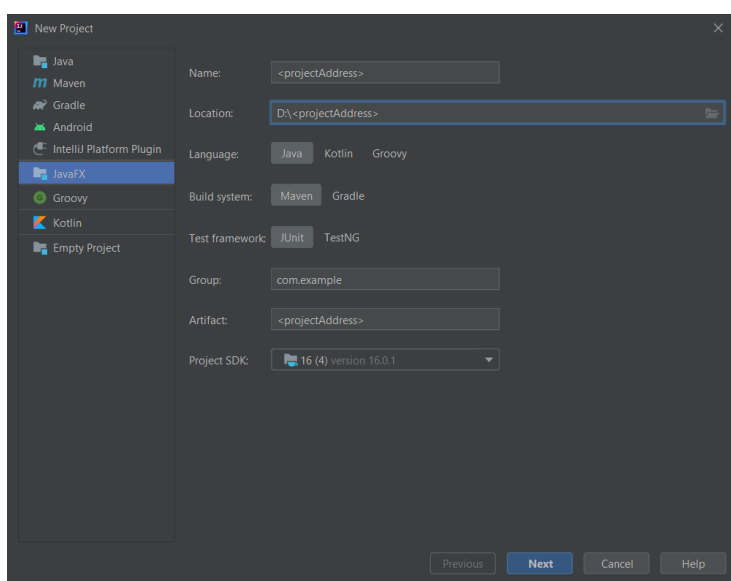 New Project
Java
Maven
Gradle
Android
IntelliJ Platform Plugin
JavaFX
Groovy
Kotlin
Empty Project
Name: <projectAddress>
Location: D:\<projectAddress>
Language: Java Kotlin Groovy
Build system: Maven Gradle
Test framework: JUnit TestNG
Group: com.example
Artifact: <projectAddress>
Project SDK: 16 (4) version 16.0.1
Previous Next Cancel Help